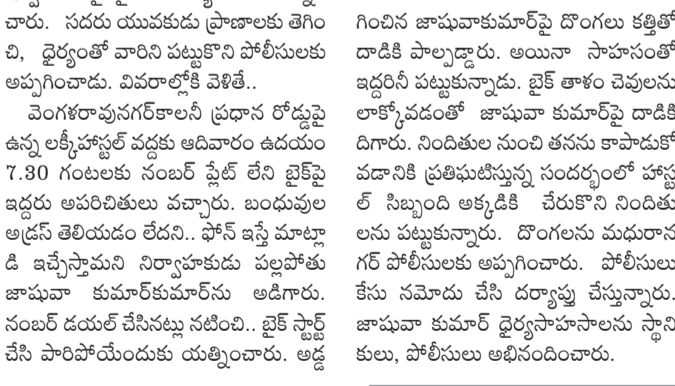 చారు. సదరు యువకుడు ప్రాణాలకు తెగిం
చి, ధైర్యంతో వారిని పట్టుకొని పోలీసులకు
అప్పగించాడు. వివరాల్లోకి వెళితే..
వెంగళరావునగర్‌కాలనీ ప్రధాన రోడ్డుపై
ఉన్న లక్కీహాస్టల్ వద్దకు ఆదివారం ఉదయం
7.30 గంటలకు నంబర్ ప్లేట్ లేని బైక్‌పై
ఇద్దరు అపరిచితులు వచ్చారు. బంధువుల
అడ్రస్ తెలియడం లేదని.. ఫోన్ ఇస్తే మాట్లా
డి ఇచ్చేస్తామని నిర్వాహకుడు పల్లపోతు
జాషువా కుమార్‌కుమార్‌ను అడిగారు.
నంబర్ డయల్ చేసినట్లు నటించి.. బైక్ స్టార్ట్
చేసి పారిపోయేందుకు యత్నించారు. అడ్డ
గించిన జాషువాకుమార్‌పై దొంగలు కత్తితో
దాడికి పాల్పడ్డారు. అయినా సాహసంతో
ఇద్దరినీ పట్టుకున్నాడు. బైక్ తాళం చెవులను
లాక్కోవడంతో జాషువా కుమార్‌పై దాడికి
దిగారు. నిందితుల నుంచి తనను కాపాడుకో
వడానికి ప్రతిఘటిస్తున్న సందర్భంలో హాస్ట
ల్ సిబ్బంది అక్కడికి చేరుకొని నిందితు
లను పట్టుకున్నారు. దొంగలను మధురాన
గర్ పోలీసులకు అప్పగించారు. పోలీసులు
కేసు నమోదు చేసి దర్యాప్తు చేస్తున్నారు.
జాషువా కుమార్ ధైర్యసాహసాలను స్థాని
కులు, పోలీసులు అభినందించారు.